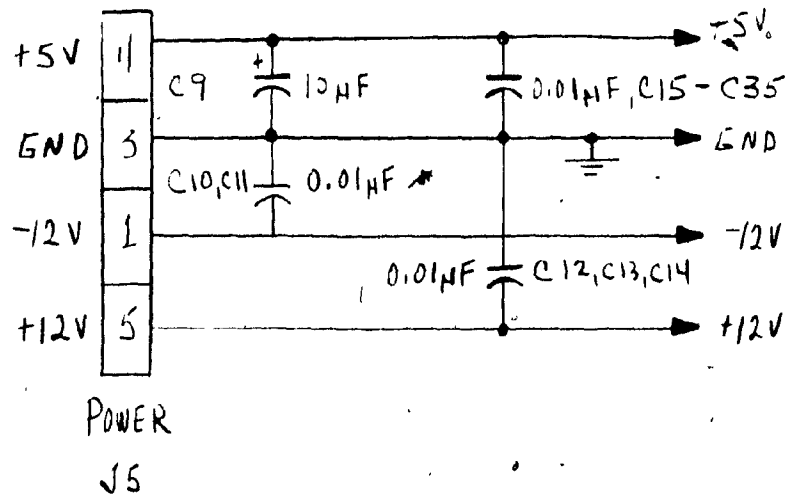 +5V 4 C9 + 10µF 0.01µF, C15-C35 +5V
GND 3 GND
C10, C11 0.01µF *
-12V 1 -12V
0.01µF C12, C13, C14
+12V 5 +12V
POWER
J5